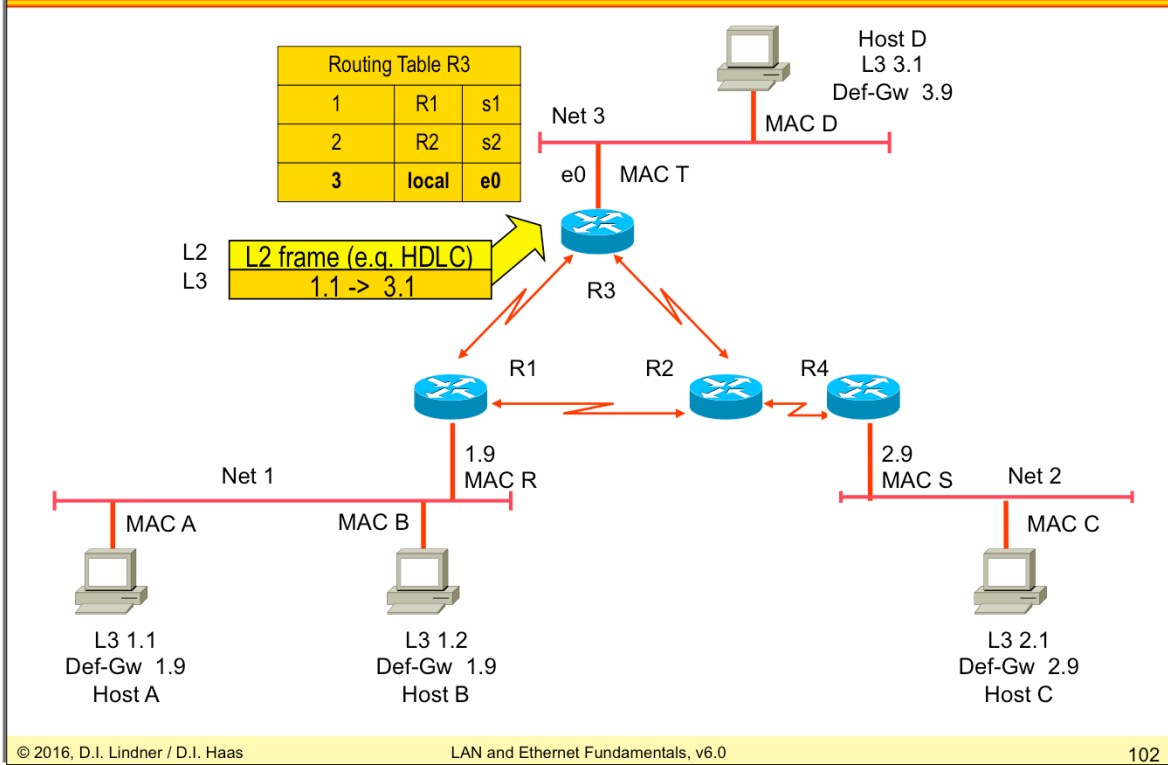 Routing Table R3
1 R1 s1
2 R2 s2
3 local e0
Host D
L3 3.1
Def-Gw 3.9
Net 3
MAC D
e0 MAC T
L2 L2 frame (e.g. HDLC)
L3 1.1 -> 3.1
R3
R1 R2 R4
1.9
MAC R
2.9
MAC S
Net 1
Net 2
MAC A
MAC B
MAC C
L3 1.1
Def-Gw 1.9
Host A
L3 1.2
Def-Gw 1.9
Host B
L3 2.1
Def-Gw 2.9
Host C
© 2016, D.I. Lindner / D.I. Haas LAN and Ethernet Fundamentals, v6.0 102